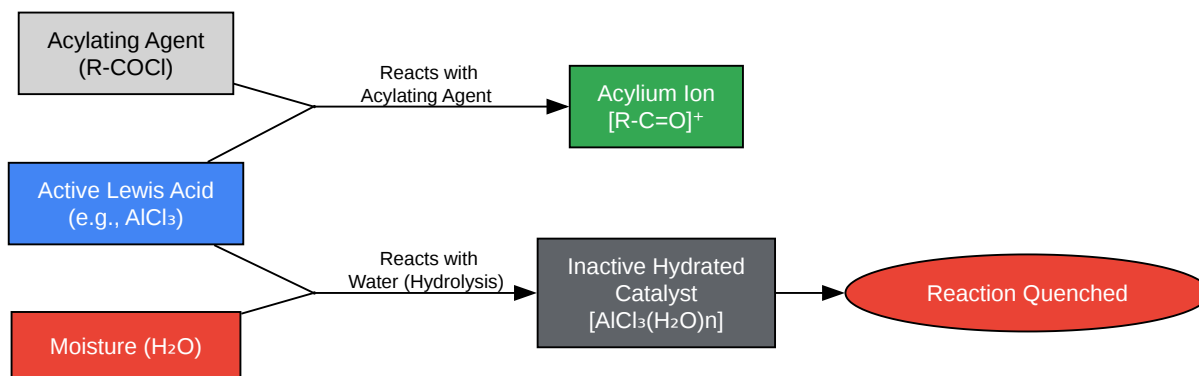 Acylating Agent
(R-COCl)
Reacts with
Acylating Agent
Acylium Ion
[R-C=O]⁺
Active Lewis Acid
(e.g., AlCl₃)
Reacts with
Water (Hydrolysis)
Inactive Hydrated
Catalyst
[AlCl₃(H₂O)n]
Reaction Quenched
Moisture (H₂O)